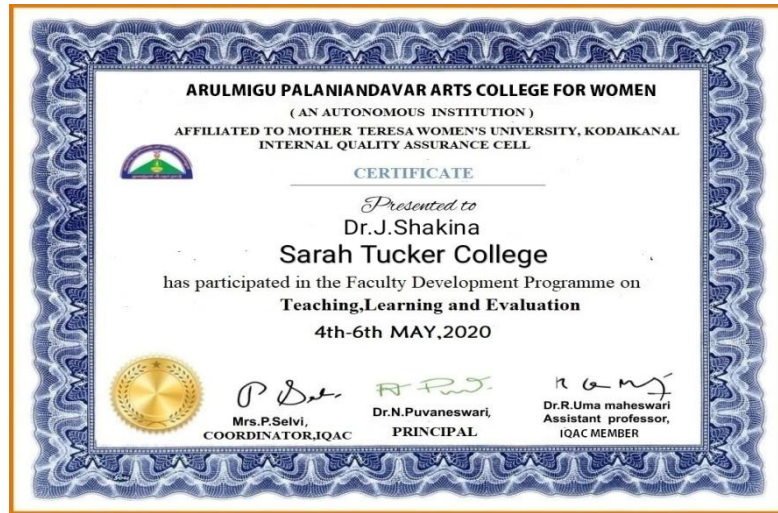 ARULMIGU PALANIANDAVAR ARTS COLLEGE FOR WOMEN
( AN AUTONOMOUS INSTITUTION )
AFFILIATED TO MOTHER TERESA WOMEN'S UNIVERSITY, KODAIKANAL
INTERNAL QUALITY ASSURANCE CELL
CERTIFICATE
Presented to
Dr.J.Shakina
Sarah Tucker College
has participated in the Faculty Development Programme on
Teaching,Learning and Evaluation
4th-6th MAY,2020
Mrs.P.Selvi,
COORDINATOR,IQAC
Dr.N.Puvaneswari,
PRINCIPAL
Dr.R.Uma maheswari
Assistant professor,
IQAC MEMBER